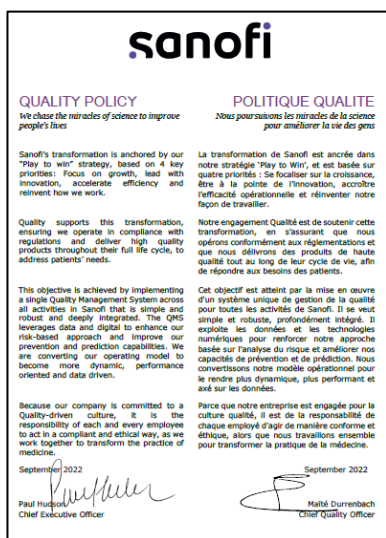 sanofi
QUALITY POLICY
We chase the miracles of science to improve
people's lives
Sanofi's transformation is anchored by our
"Play to win" strategy, based on 4 key
priorities: Focus on growth, lead with
innovation, accelerate efficiency and
reinvent how we work.
Quality supports this transformation,
ensuring we operate in compliance with
regulations and deliver high quality
products throughout their full life cycle, to
address patients' needs.
This objective is achieved by implementing
a single Quality Management System across
all activities in Sanofi that is simple and
robust and deeply integrated. The QMS
leverages data and digital to enhance our
risk-based approach and improve our
prevention and prediction capabilities. We
are converting our operating model to
become more dynamic, performance
oriented and data driven.
Because our company is committed to a
Quality-driven culture, it is the
responsibility of each and every employee
to act in a compliant and ethical way, as we
work together to transform the practice of
medicine.
September 2022
Paul Hudson
Chief Executive Officer
POLITIQUE QUALITE
Nous poursuivons les miracles de la science
pour améliorer la vie des gens
La transformation de Sanofi est ancrée dans
notre stratégie 'Play to Win', et est basée sur
quatre priorités : Se focaliser sur la croissance,
être à la pointe de l'innovation, accroître
l'efficacité opérationnelle et réinventer notre
façon de travailler.
Notre engagement Qualité est de soutenir cette
transformation, en s'assurant que nous
opérons conformément aux réglementations et
que nous délivrons des produits de haute
qualité tout au long de leur cycle de vie, afin
de répondre aux besoins des patients.
Cet objectif est atteint par la mise en œuvre
d'un système unique de gestion de la qualité
pour toutes les activités de Sanofi. Il se veut
simple et robuste, profondément intégré. Il
exploite les données et les technologies
numériques pour renforcer notre approche
basée sur l'analyse du risque et améliorer nos
capacités de prévention et de prédiction. Nous
convertissons notre modèle opérationnel pour
le rendre plus dynamique, plus performant et
axé sur les données.
Parce que notre entreprise est engagée pour la
culture qualité, il est de la responsabilité de
chaque employé d'agir de manière conforme et
éthique, alors que nous travaillons ensemble
pour transformer la pratique de la médecine.
September 2022
Maïté Durrenbach
Chief Quality Officer